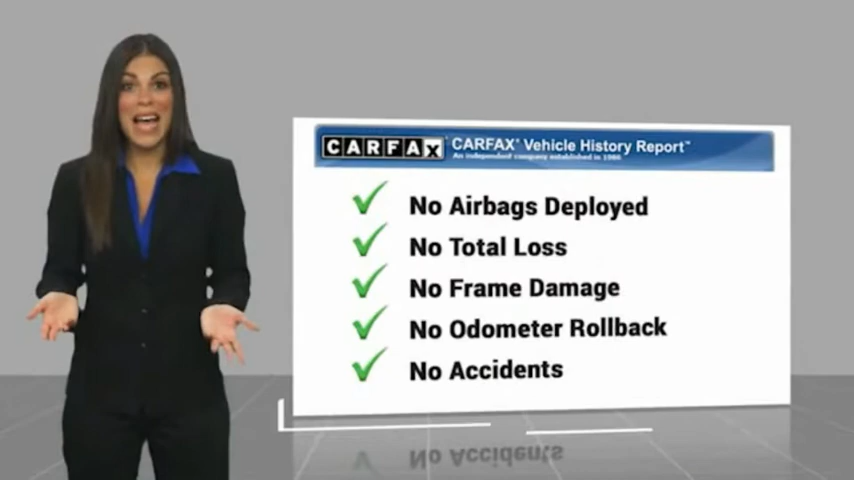 CARFAX
CARFAX® Vehicle History Report™
An independent company established in 1986
No Airbags Deployed
No Total Loss
No Frame Damage
No Odometer Rollback
No Accidents
No Accidents